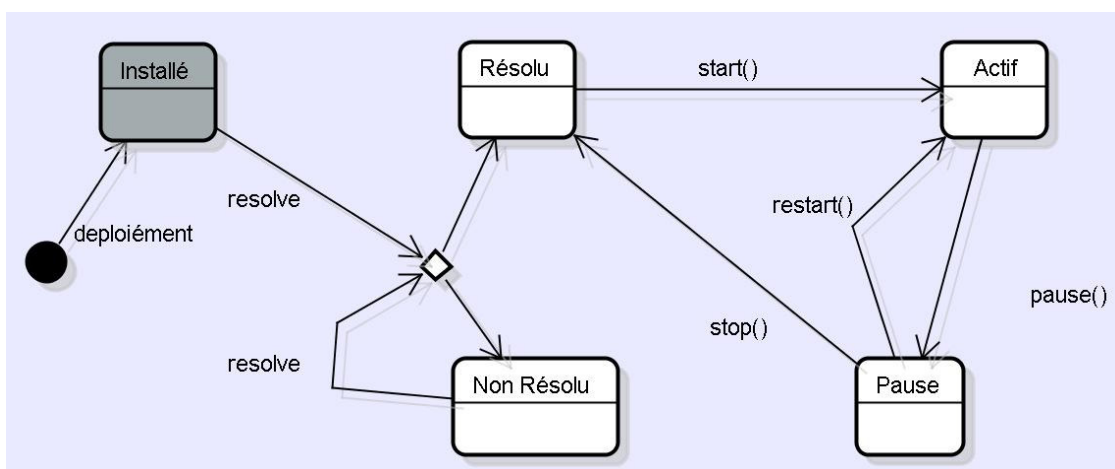 Installé
Résolu
start()
Actif
resolve
restart()
deploiément
pause()
stop()
resolve
Non Résolu
Pause